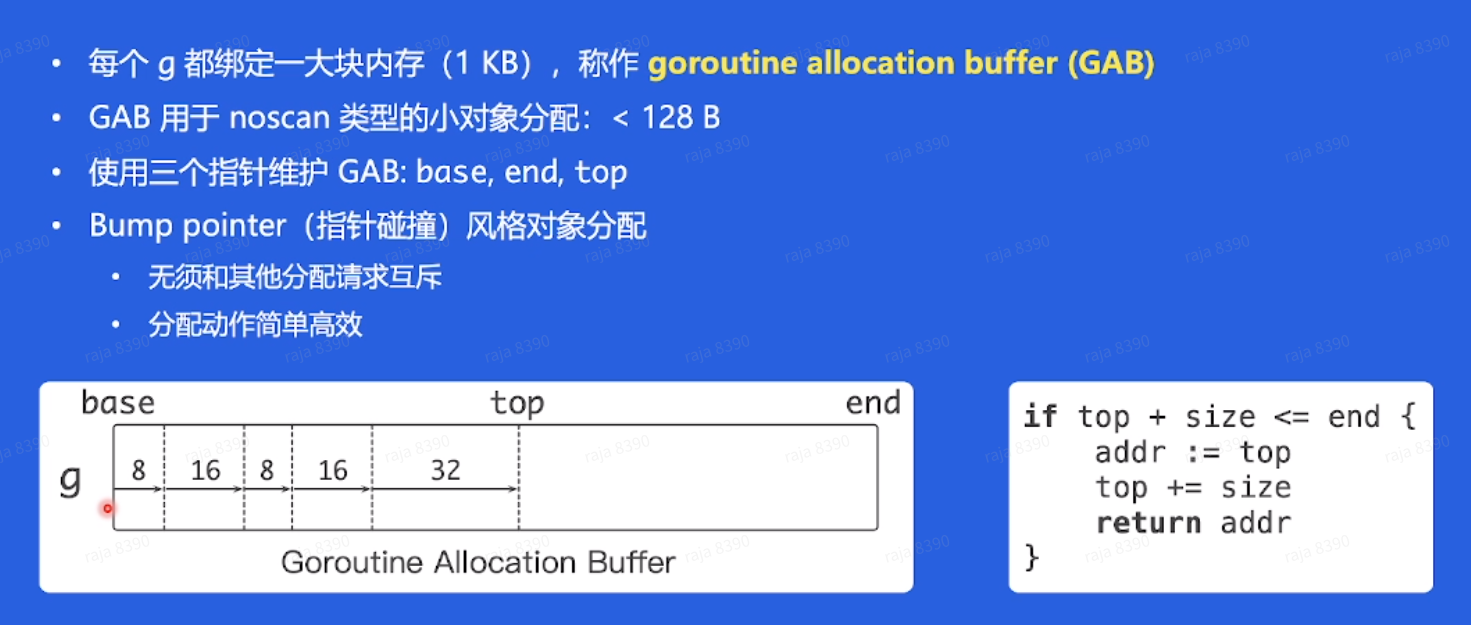 • 每个 g 都绑定一大块内存（1 KB），称作 goroutine allocation buffer (GAB)
• GAB 用于 noscan 类型的小对象分配：< 128 B
• 使用三个指针维护 GAB: base, end, top
• Bump pointer（指针碰撞）风格对象分配
• 无须和其他分配请求互斥
• 分配动作简单高效
base top end
g 8 16 8 16 32
Goroutine Allocation Buffer
if top + size <= end {
addr := top
top += size
return addr
}
raja 8390